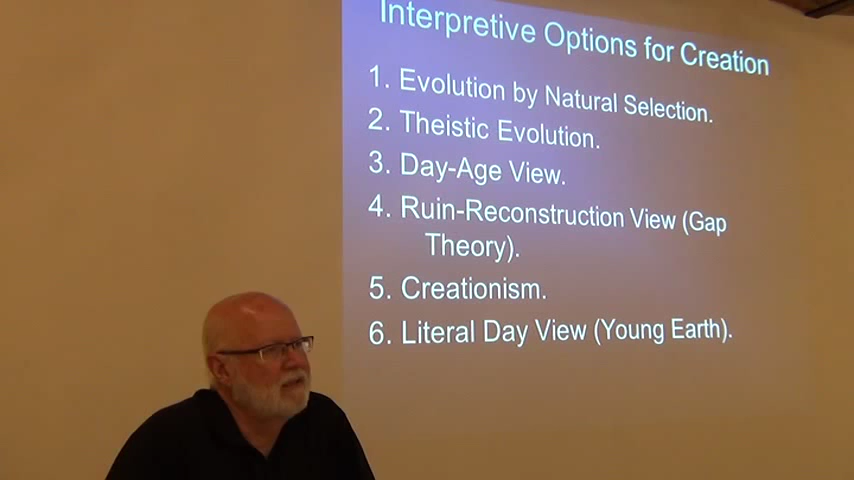 Interpretive Options for Creation
1. Evolution by Natural Selection.
2. Theistic Evolution.
3. Day-Age View.
4. Ruin-Reconstruction View (Gap
Theory).
5. Creationism.
6. Literal Day View (Young Earth).